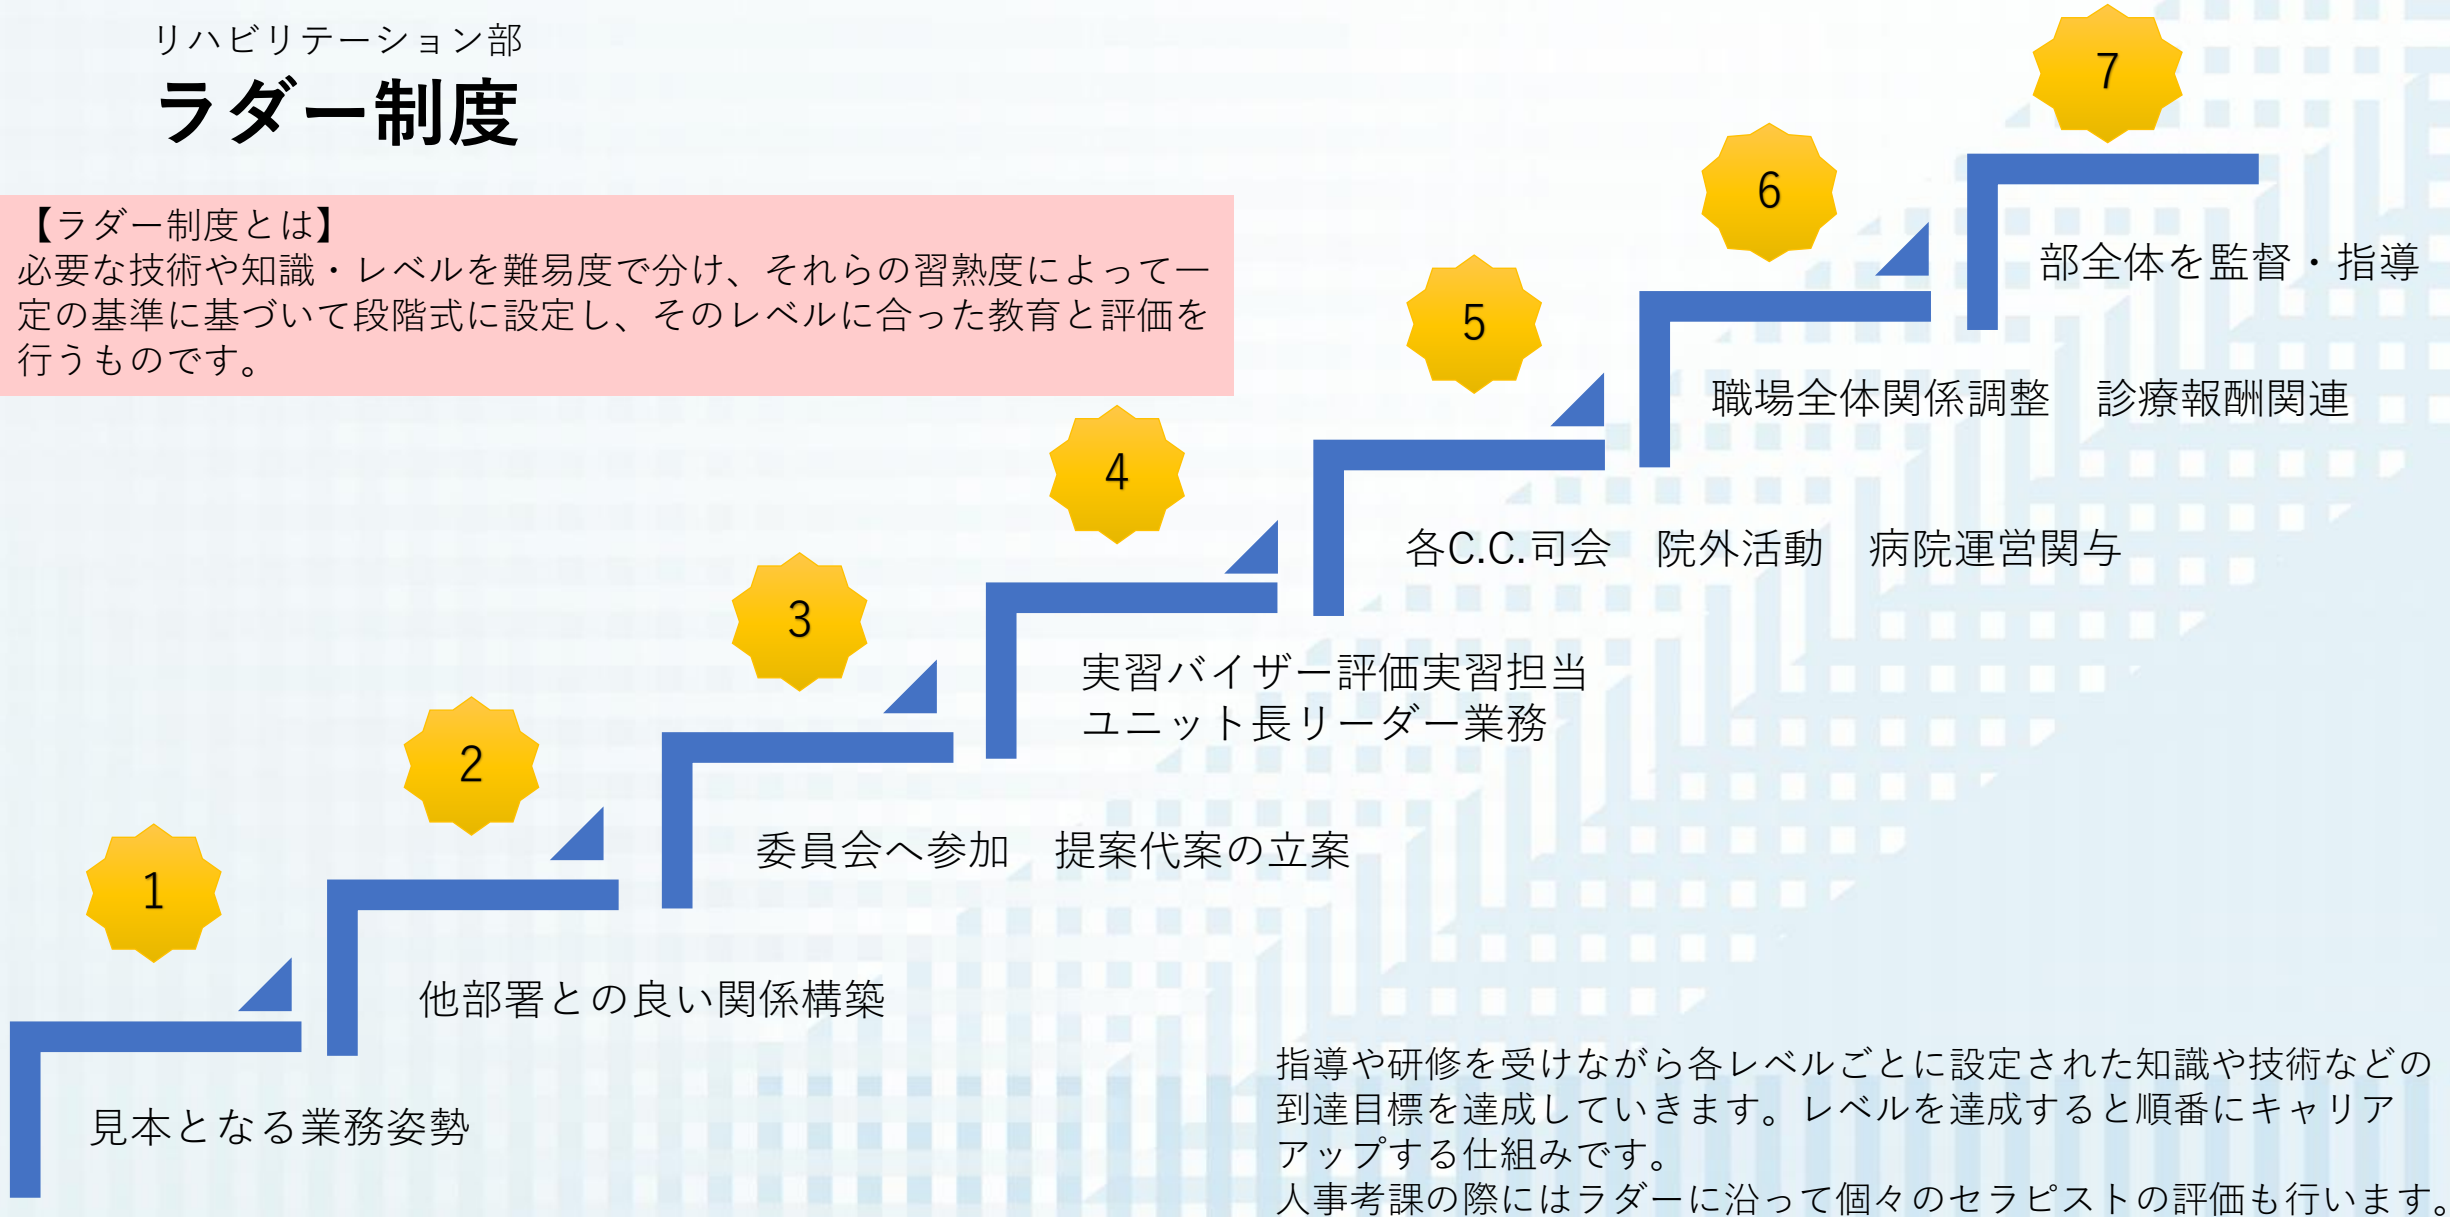 リハビリテーション部
ラダー制度
【ラダー制度とは】
必要な技術や知識・レベルを難易度で分け、それらの習熟度によって一
定の基準に基づいて段階式に設定し、そのレベルに合った教育と評価を
行うものです。
1
見本となる業務姿勢
2
他部署との良い関係構築
3
委員会へ参加　提案代案の立案
4
実習バイザー評価実習担当
ユニット長リーダー業務
5
各C.C.司会　院外活動　病院運営関与
6
職場全体関係調整　診療報酬関連
7
部全体を監督・指導
指導や研修を受けながら各レベルごとに設定された知識や技術などの
到達目標を達成していきます。レベルを達成すると順番にキャリア
アップする仕組みです。
人事考課の際にはラダーに沿って個々のセラピストの評価も行います。